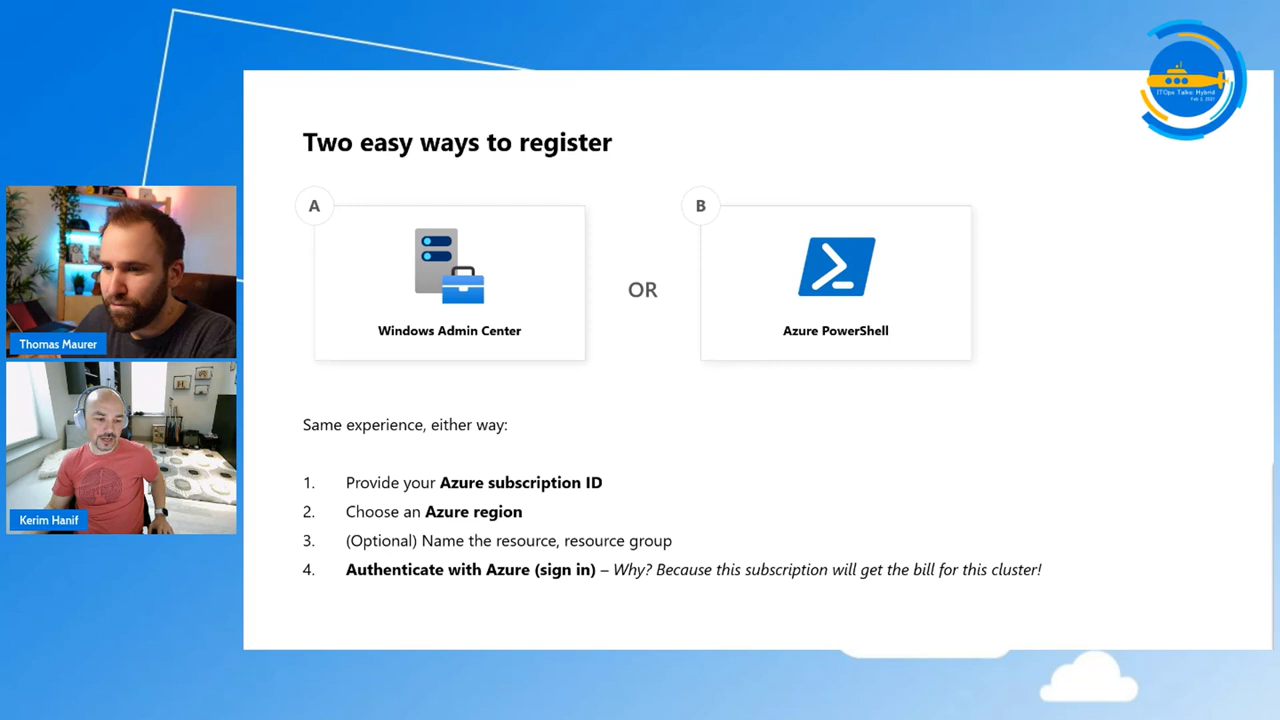 ITOps Talks: Hybrid
Feb 2, 2021
Two easy ways to register
A
B
Windows Admin Center
OR
Azure PowerShell
Thomas Maurer
Kerim Hanif
Same experience, either way:
1. Provide your Azure subscription ID
2. Choose an Azure region
3. (Optional) Name the resource, resource group
4. Authenticate with Azure (sign in) – Why? Because this subscription will get the bill for this cluster!